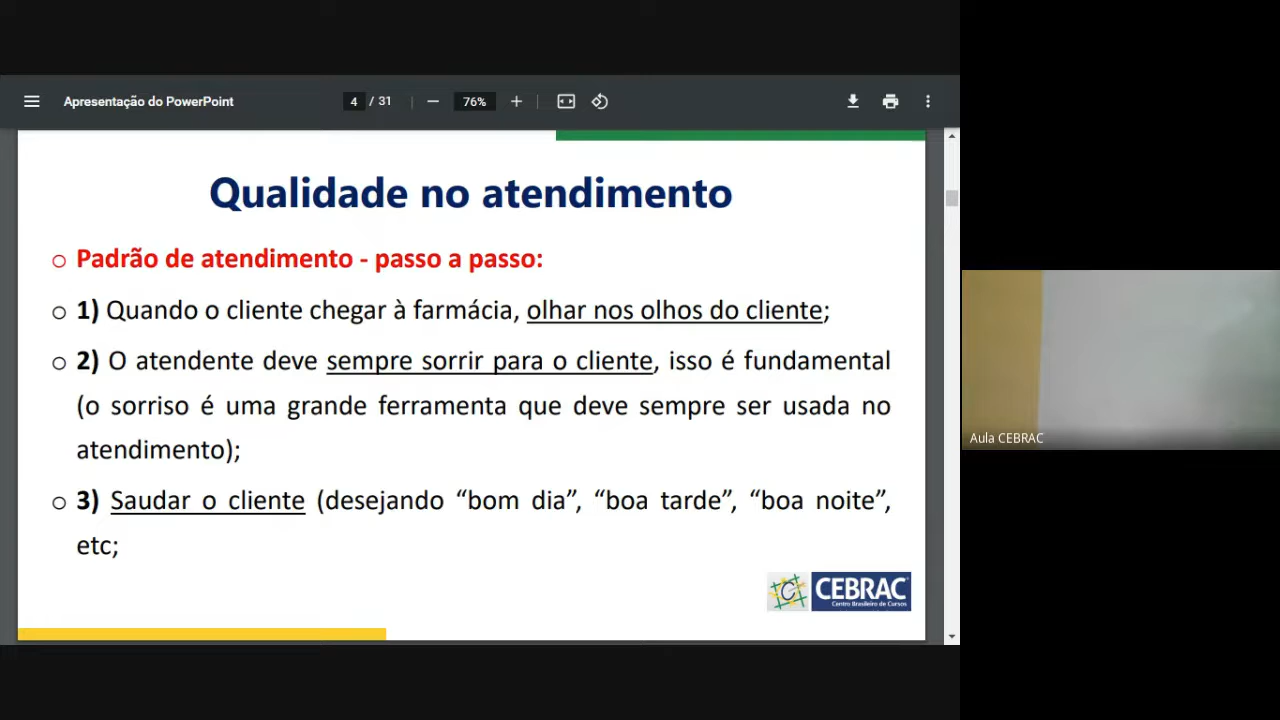 Apresentação do PowerPoint
4 / 31
76%
Qualidade no atendimento
Padrão de atendimento - passo a passo:
1) Quando o cliente chegar à farmácia, olhar nos olhos do cliente;
2) O atendente deve sempre sorrir para o cliente, isso é fundamental
(o sorriso é uma grande ferramenta que deve sempre ser usada no
atendimento);
3) Saudar o cliente (desejando “bom dia”, “boa tarde”, “boa noite”,
etc;
C
CEBRAC
Centro Brasileiro de Cursos
Aula CEBRAC